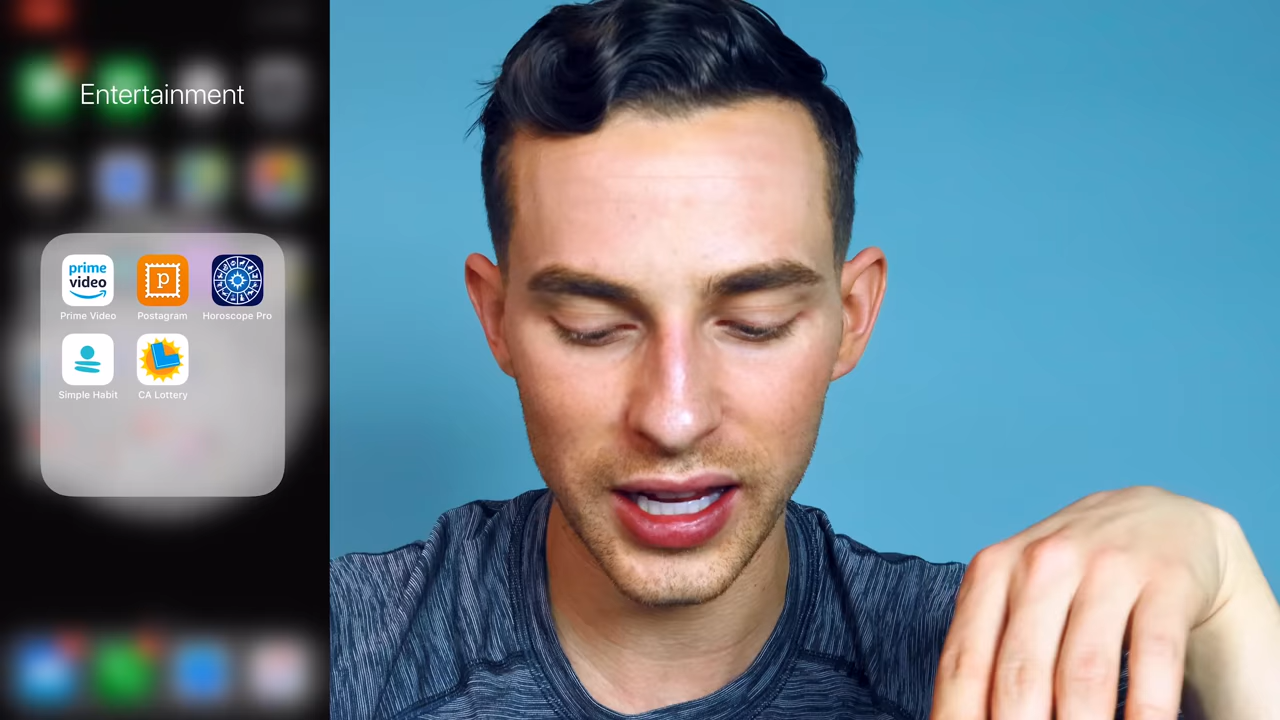 Entertainment
prime
video
P
Prime Video
Postagram
Horoscope Pro
Simple Habit
CA Lottery